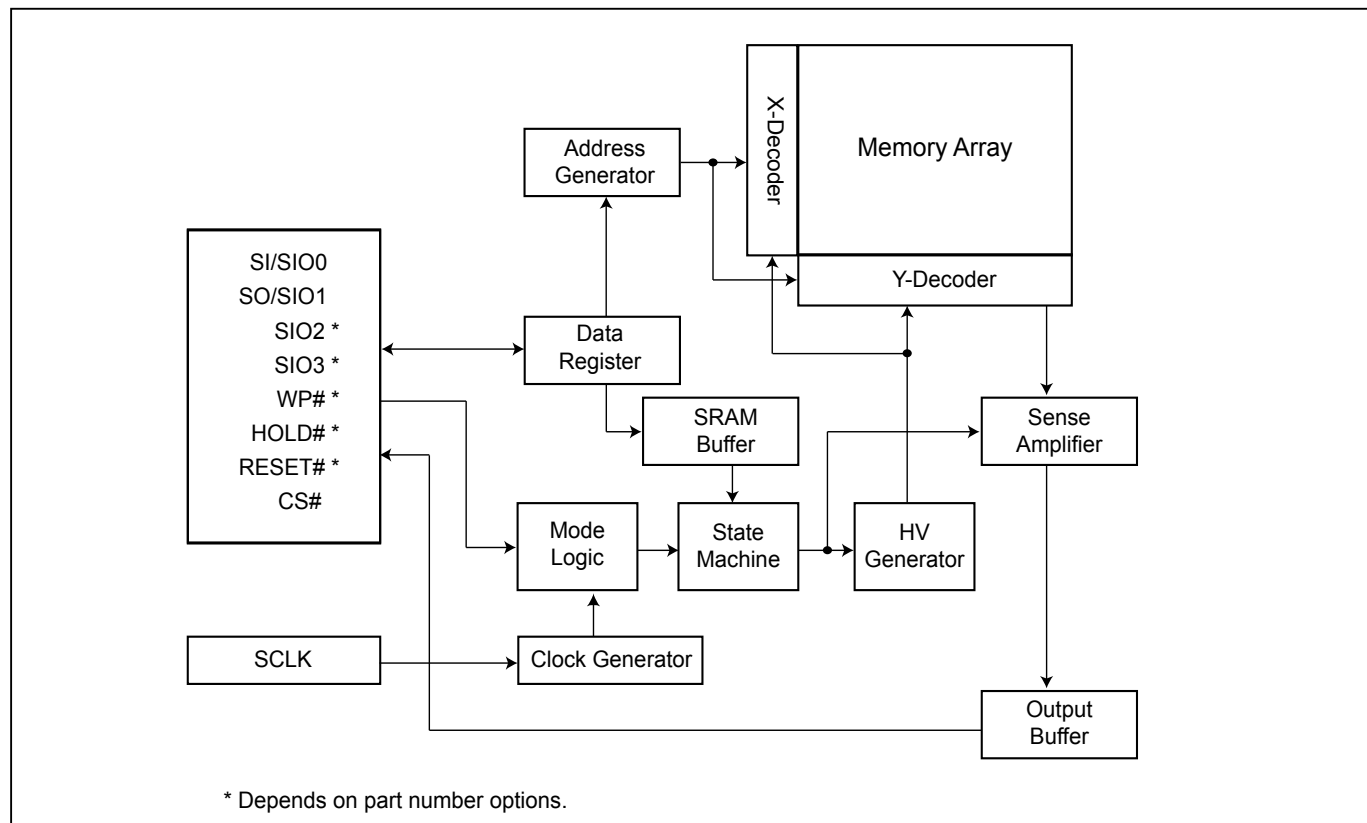 X-Decoder
Memory Array
Address
Generator
Y-Decoder
SI/SIO0
SO/SIO1
SIO2 *
SIO3 *
WP# *
HOLD# *
RESET# *
CS#
Data
Register
SRAM
Buffer
Sense
Amplifier
Mode
Logic
State
Machine
HV
Generator
SCLK
Clock Generator
Output
Buffer
* Depends on part number options.